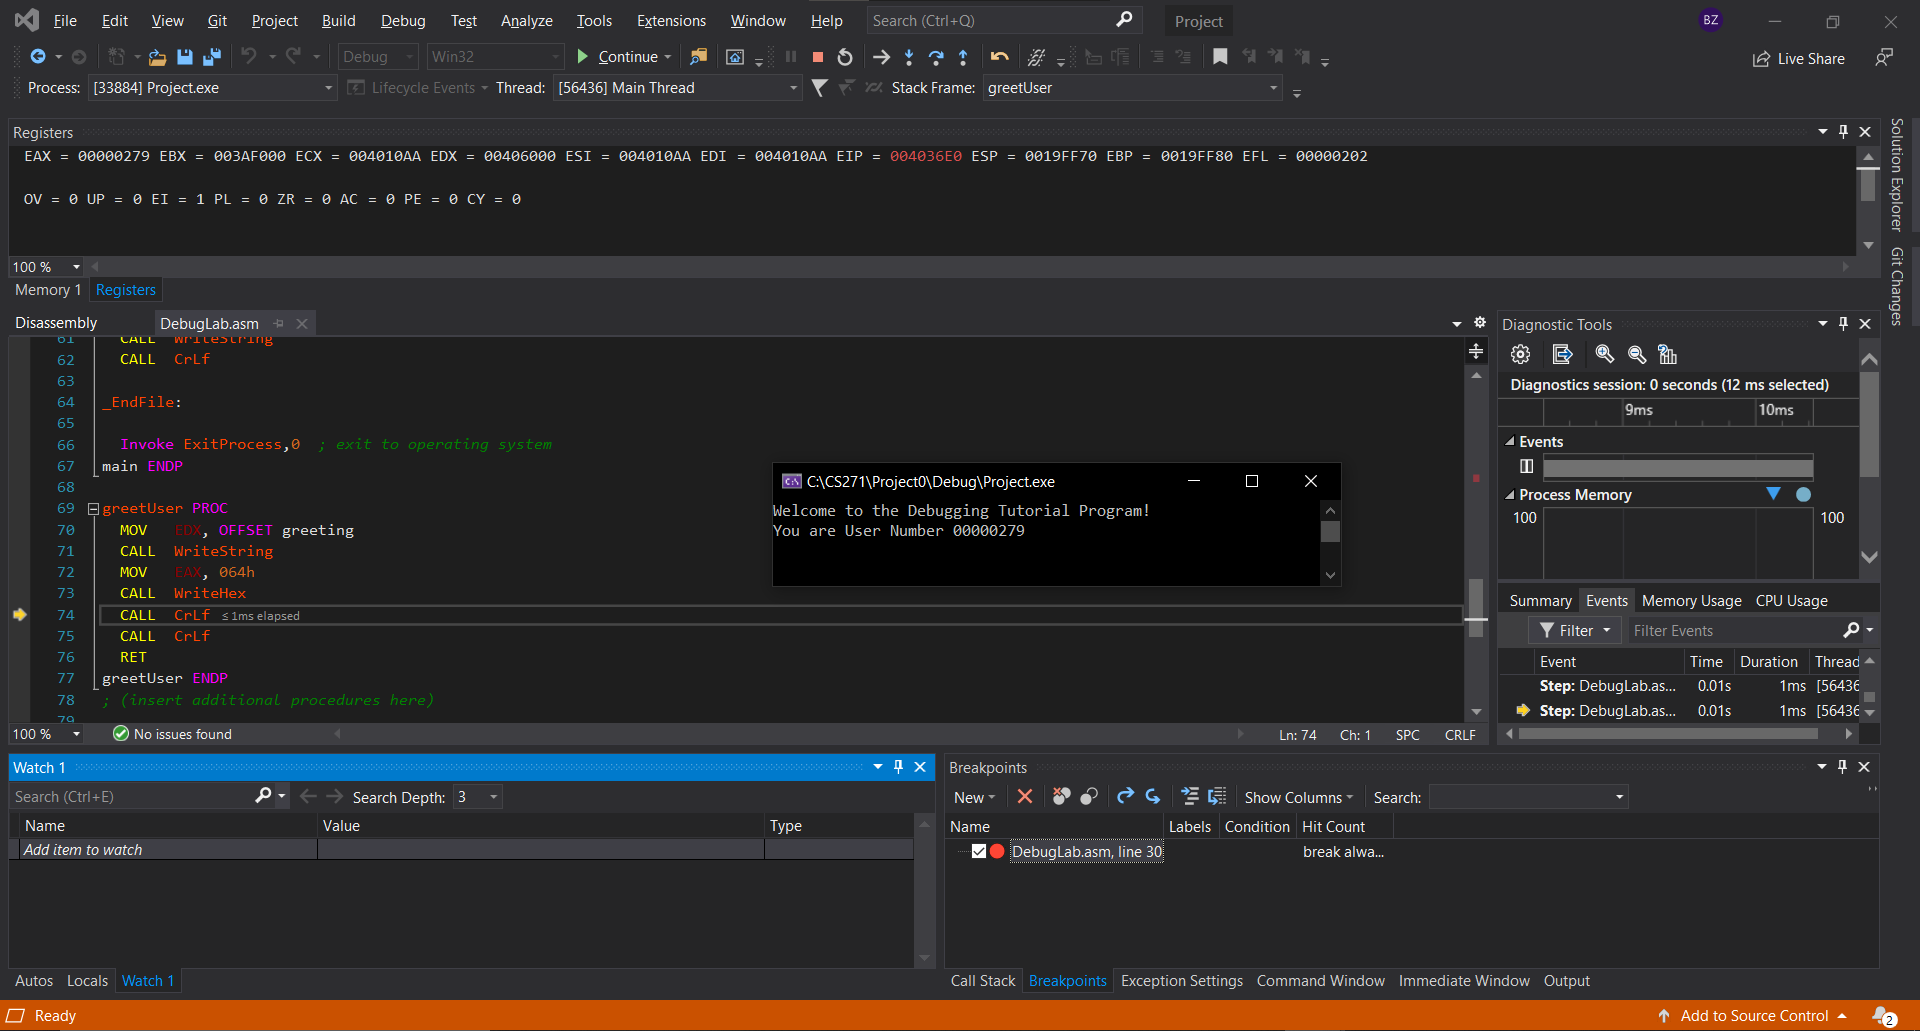 File Edit View Git Project Build Debug Test Analyze Tools Extensions Window Help Search (Ctrl+Q) Project BZ
Debug Win32 Continue Live Share
Process: [33884] Project.exe Lifecycle Events Thread: [56436] Main Thread Stack Frame: greetUser
Registers
EAX = 00000279 EBX = 003AF000 ECX = 004010AA EDX = 00406000 ESI = 004010AA EDI = 004010AA EIP = 004036E0 ESP = 0019FF70 EBP = 0019FF80 EFL = 00000202
OV = 0 UP = 0 EI = 1 PL = 0 ZR = 0 AC = 0 PE = 0 CY = 0
100 %
Memory 1 Registers
Solution Explorer
Git Changes
Disassembly DebugLab.asm
61 CALL WriteString
62 CALL CrLf
63
64 _EndFile:
65
66 Invoke ExitProcess,0 ; exit to operating system
67 main ENDP
68
69 greetUser PROC
70 MOV EDX, OFFSET greeting
71 CALL WriteString
72 MOV EAX, 064h
73 CALL WriteHex
74 CALL CrLf ≤ 1ms elapsed
75 CALL CrLf
76 RET
77 greetUser ENDP
78 ; (insert additional procedures here)
79
100 % No issues found Ln: 74 Ch: 1 SPC CRLF
C:\CS271\Project0\Debug\Project.exe
Welcome to the Debugging Tutorial Program!
You are User Number 00000279
Diagnostic Tools
Diagnostics session: 0 seconds (12 ms selected)
9ms 10ms
Events
Process Memory
100 100
Summary Events Memory Usage CPU Usage
Filter Filter Events
Event Time Duration Thread
Step: DebugLab.as... 0.01s 1ms [56436
Step: DebugLab.as... 0.01s 1ms [56436
Watch 1
Search (Ctrl+E) Search Depth: 3
Name Value Type
Add item to watch
Autos Locals Watch 1
Breakpoints
New Show Columns Search:
Name Labels Condition Hit Count
DebugLab.asm, line 30 break alwa...
Call Stack Breakpoints Exception Settings Command Window Immediate Window Output
Ready Add to Source Control 2